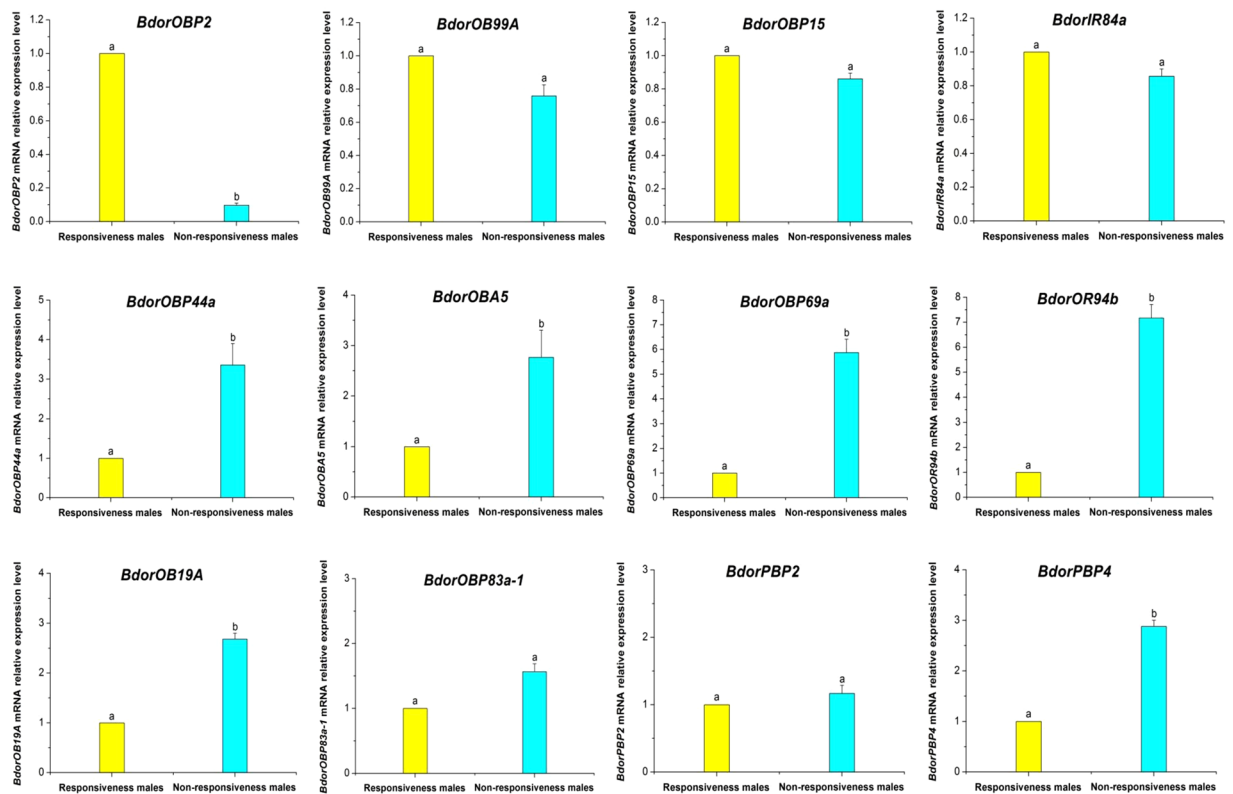 BdorOBP2
BdorOBP2 mRNA relative expression level
1.2
1.0
0.8
0.6
0.4
0.2
0.0
a
b
Responsiveness males
Non-responsiveness males
BdorOB99A
BdorOB99A mRNA relative expression level
1.2
1.0
0.8
0.6
0.4
0.2
0.0
a
a
Responsiveness males
Non-responsiveness males
BdorOBP15
BdorOBP15 mRNA relative expression level
1.2
1.0
0.8
0.6
0.4
0.2
0.0
a
a
Responsiveness males
Non-responsiveness males
BdorIR84a
BdorIR84a mRNA relative expression level
1.2
1.0
0.8
0.6
0.4
0.2
0.0
a
a
Responsiveness males
Non-responsiveness males
BdorOBP44a
BdorOBP44a mRNA relative expression level
5
4
3
2
1
0
a
b
Responsiveness males
Non-responsiveness males
BdorOBA5
BdorOBA5 mRNA relative expression level
4
3
2
1
0
a
b
Responsiveness males
Non-responsiveness males
BdorOBP69a
BdorOBP69a mRNA relative expression level
8
7
6
5
4
3
2
1
0
a
b
Responsiveness males
Non-responsiveness males
BdorOR94b
BdorOR94b mRNA relative expression level
8
7
6
5
4
3
2
1
0
a
b
Responsiveness males
Non-responsiveness males
BdorOB19A
BdorOB19A mRNA relative expression level
4
3
2
1
0
a
b
Responsiveness males
Non-responsiveness males
BdorOBP83a-1
BdorOBP83a-1 mRNA relative expression level
3
2
1
0
a
a
Responsiveness males
Non-responsiveness males
BdorPBP2
BdorPBP2 mRNA relative expression level
3
2
1
0
a
a
Responsiveness males
Non-responsiveness males
BdorPBP4
BdorPBP4 mRNA relative expression level
4
3
2
1
0
a
b
Responsiveness males
Non-responsiveness males